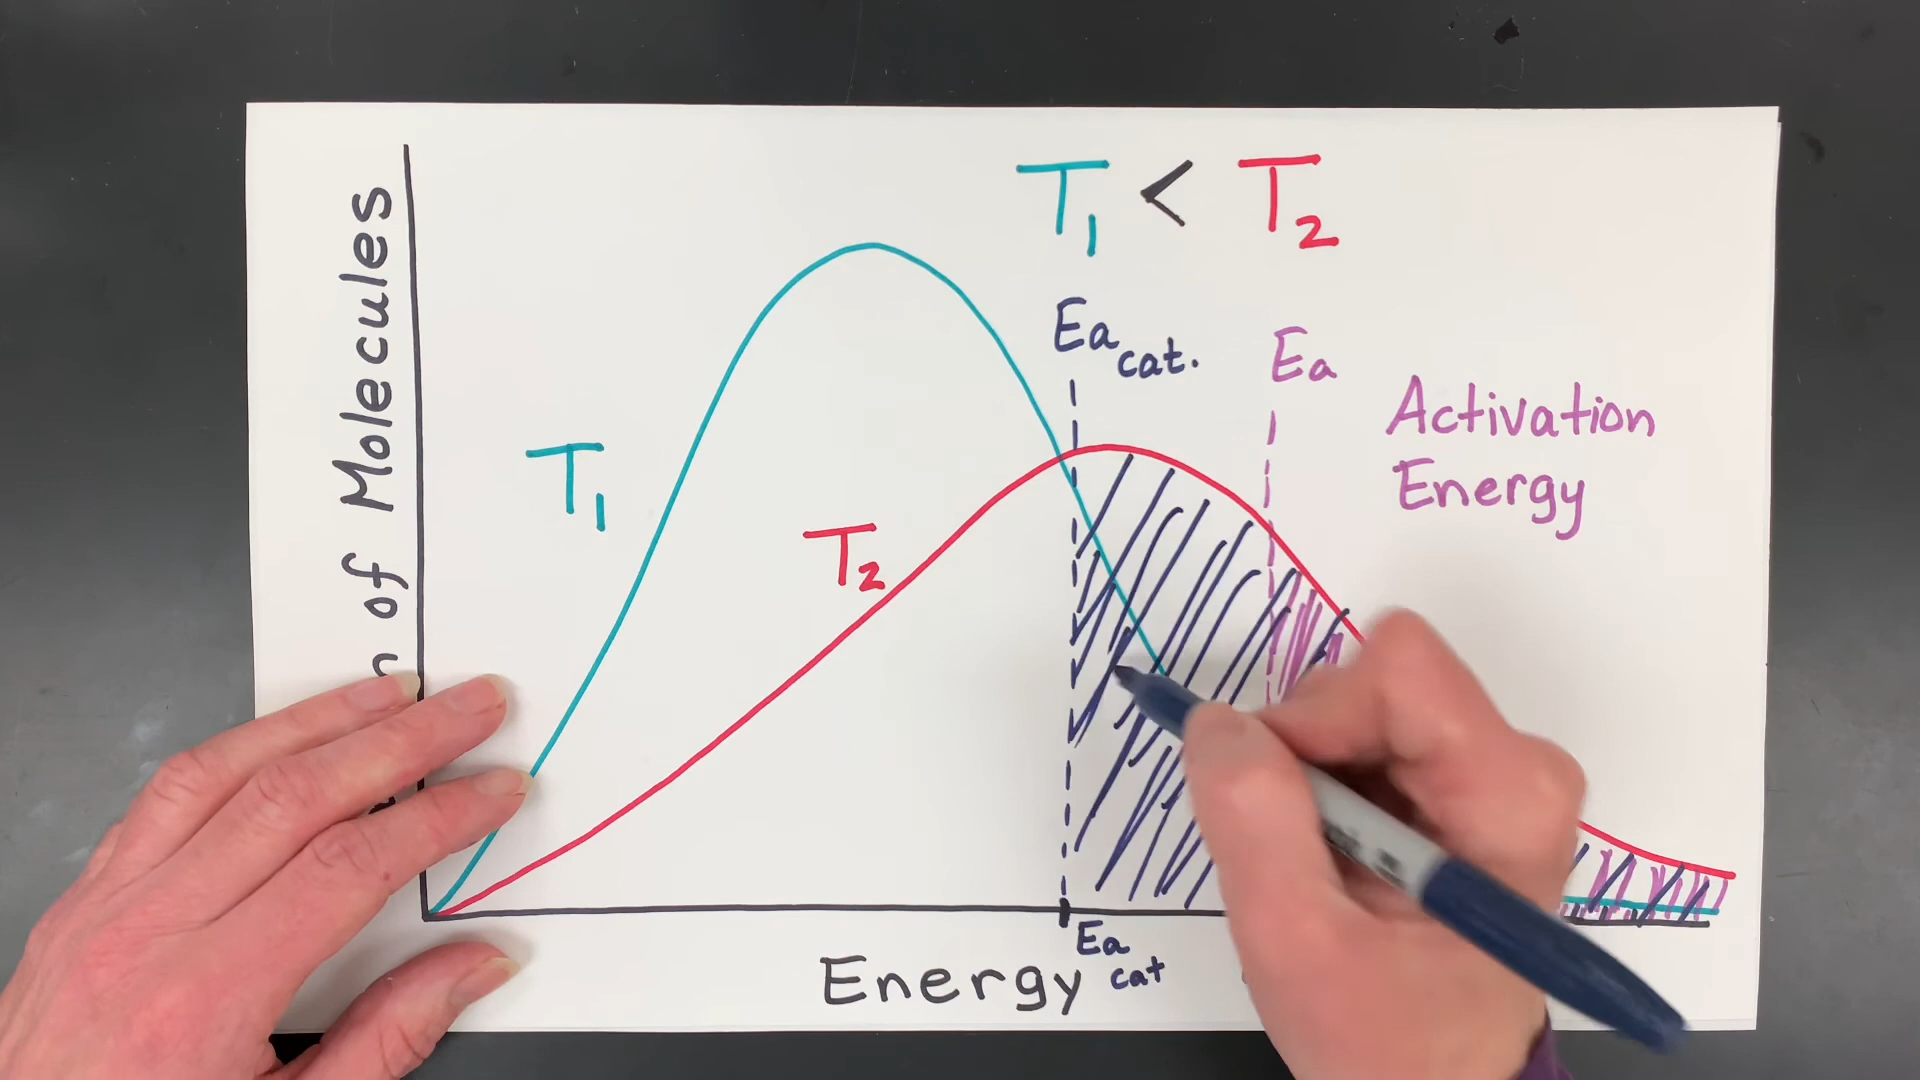 T1 < T2
Ea cat.
Ea
Activation
Energy
T1
T2
of Molecules
Ea
cat
Energy